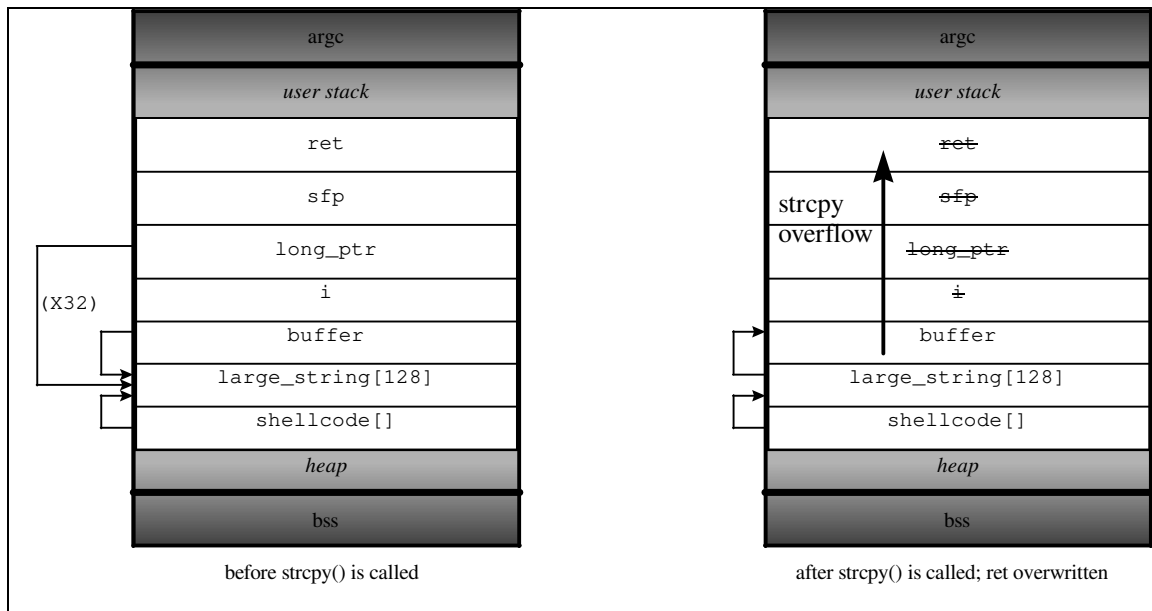 argc
user stack
ret
sfp
long_ptr
(X32)
i
buffer
large_string[128]
shellcode[]
heap
bss
before strcpy() is called
argc
user stack
ret
sfp
strcpy
overflow
long_ptr
i
buffer
large_string[128]
shellcode[]
heap
bss
after strcpy() is called; ret overwritten